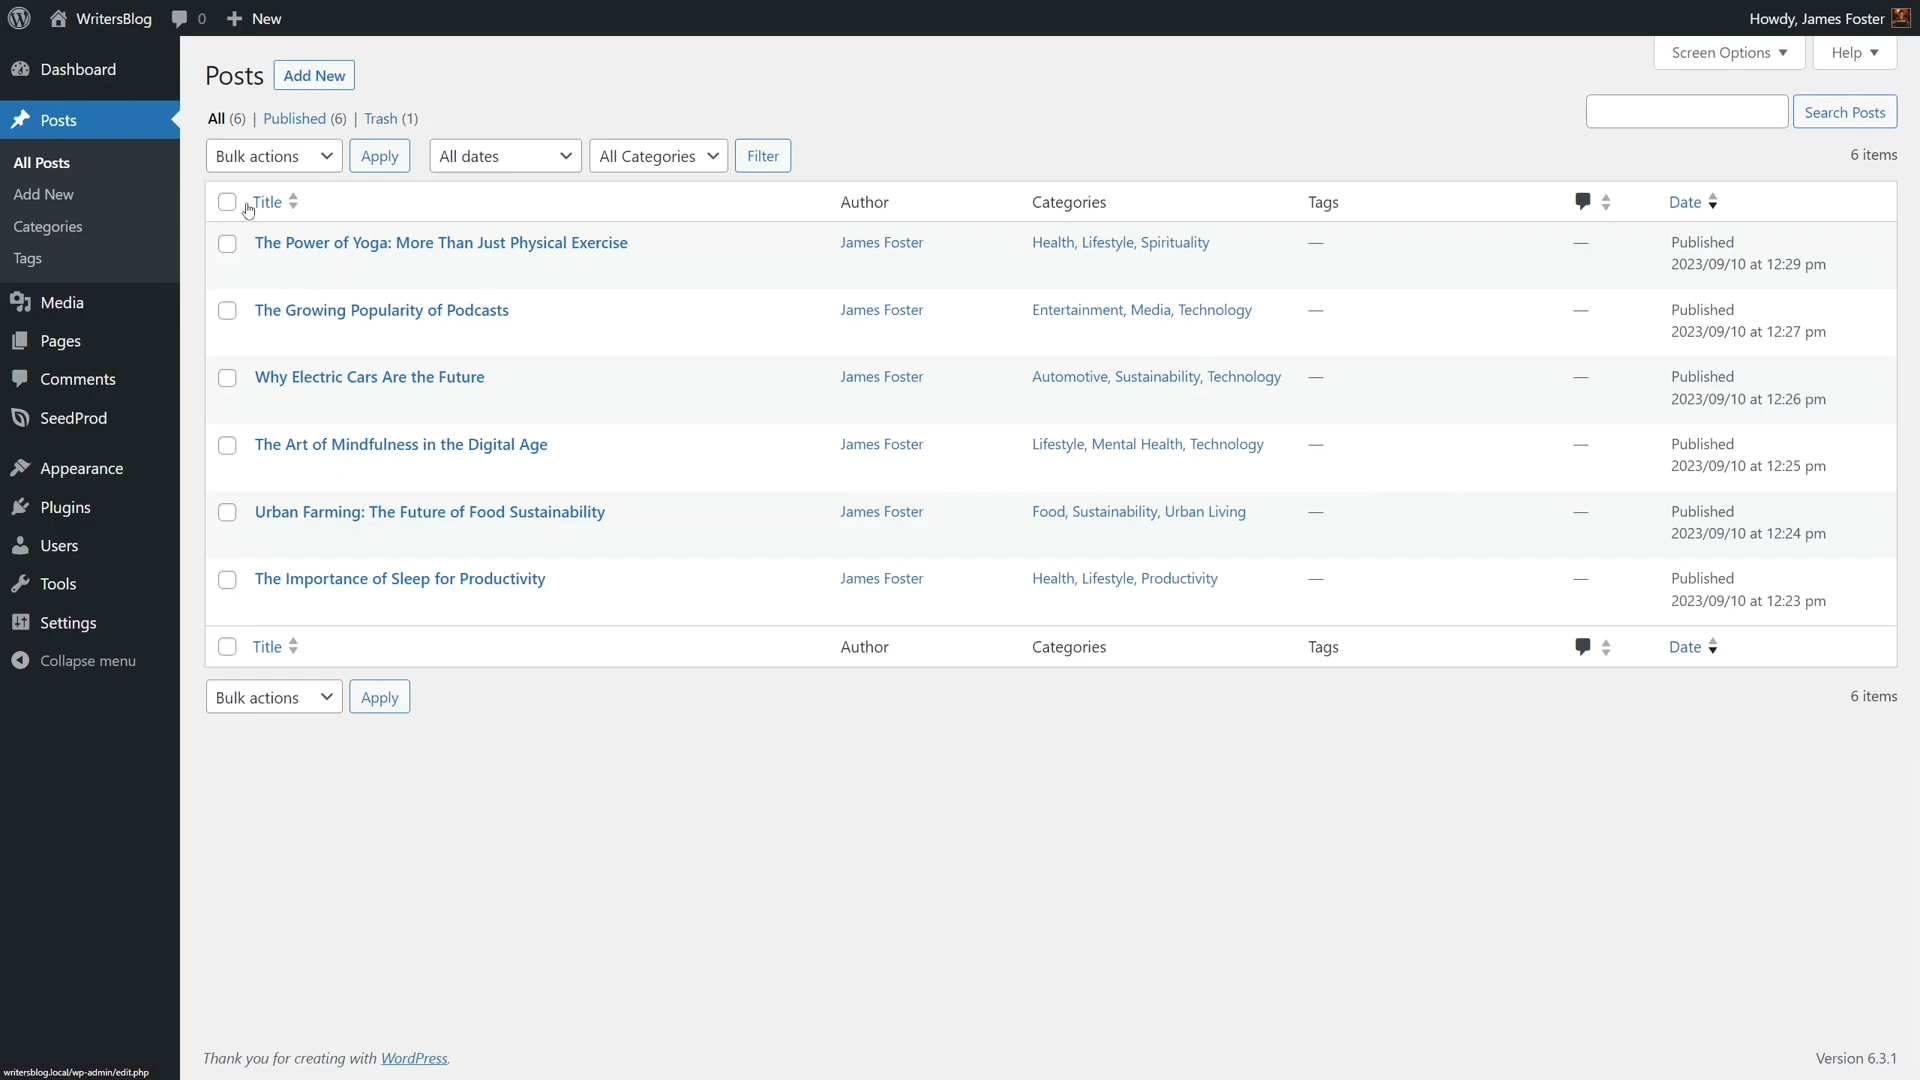 WritersBlog 0 New Howdy, James Foster
Screen Options Help
Dashboard
Posts
All Posts
Add New
Categories
Tags
Media
Pages
Comments
SeedProd
Appearance
Plugins
Users
Tools
Settings
Collapse menu
Posts Add New
All (6) | Published (6) | Trash (1)
Search Posts
Bulk actions Apply All dates All Categories Filter 6 items
Title Author Categories Tags Date
The Power of Yoga: More Than Just Physical Exercise James Foster Health, Lifestyle, Spirituality — — Published
2023/09/10 at 12:29 pm
The Growing Popularity of Podcasts James Foster Entertainment, Media, Technology — — Published
2023/09/10 at 12:27 pm
Why Electric Cars Are the Future James Foster Automotive, Sustainability, Technology — — Published
2023/09/10 at 12:26 pm
The Art of Mindfulness in the Digital Age James Foster Lifestyle, Mental Health, Technology — — Published
2023/09/10 at 12:25 pm
Urban Farming: The Future of Food Sustainability James Foster Food, Sustainability, Urban Living — — Published
2023/09/10 at 12:24 pm
The Importance of Sleep for Productivity James Foster Health, Lifestyle, Productivity — — Published
2023/09/10 at 12:23 pm
Title Author Categories Tags Date
Bulk actions Apply 6 items
Thank you for creating with WordPress. Version 6.3.1
writersblog.local/wp-admin/edit.php